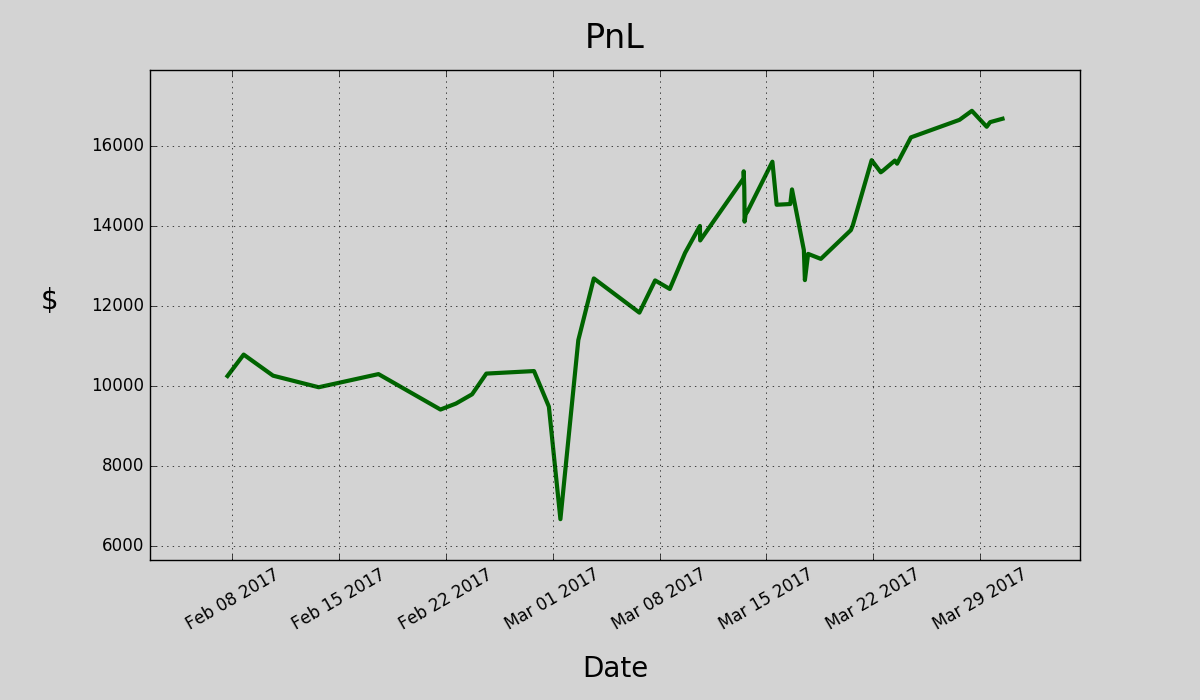 PnL
16000
14000
12000
$
10000
8000
6000
Feb 08 2017
Feb 15 2017
Feb 22 2017
Mar 01 2017
Mar 08 2017
Mar 15 2017
Mar 22 2017
Mar 29 2017
Date